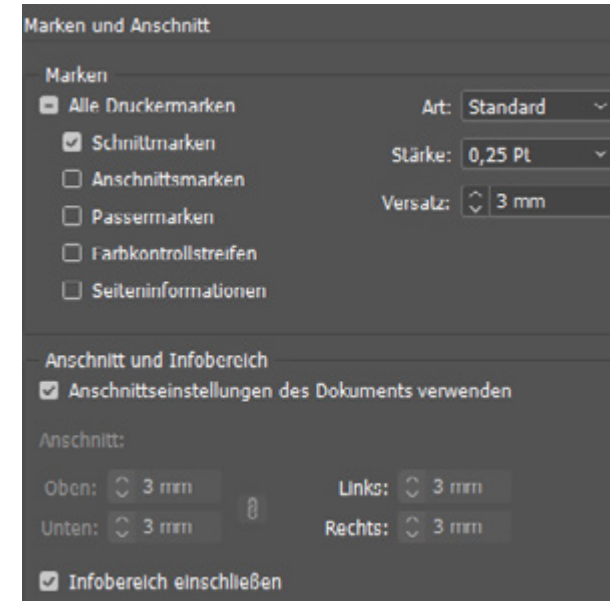 Marken und Anschnitt
Marken
Alle Druckermarken
Art: Standard
Schnittmarken
Stärke: 0,25 Pt
Anschnittsmarken
Versatz: 3 mm
Passermarken
Farbkontrollstreifen
Seiteninformationen
Anschnitt und Infobereich
Anschnittseinstellungen des Dokuments verwenden
Anschnitt:
Oben: 3 mm Links: 3 mm
Unten: 3 mm Rechts: 3 mm
Infobereich einschließen